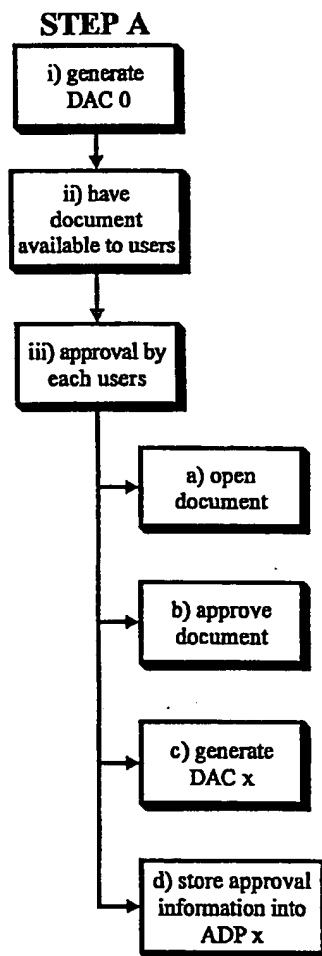 STEP A
i) generate
DAC 0
ii) have
document
available to users
iii) approval by
each users
a) open
document
b) approve
document
c) generate
DAC x
d) store approval
information into
ADP x